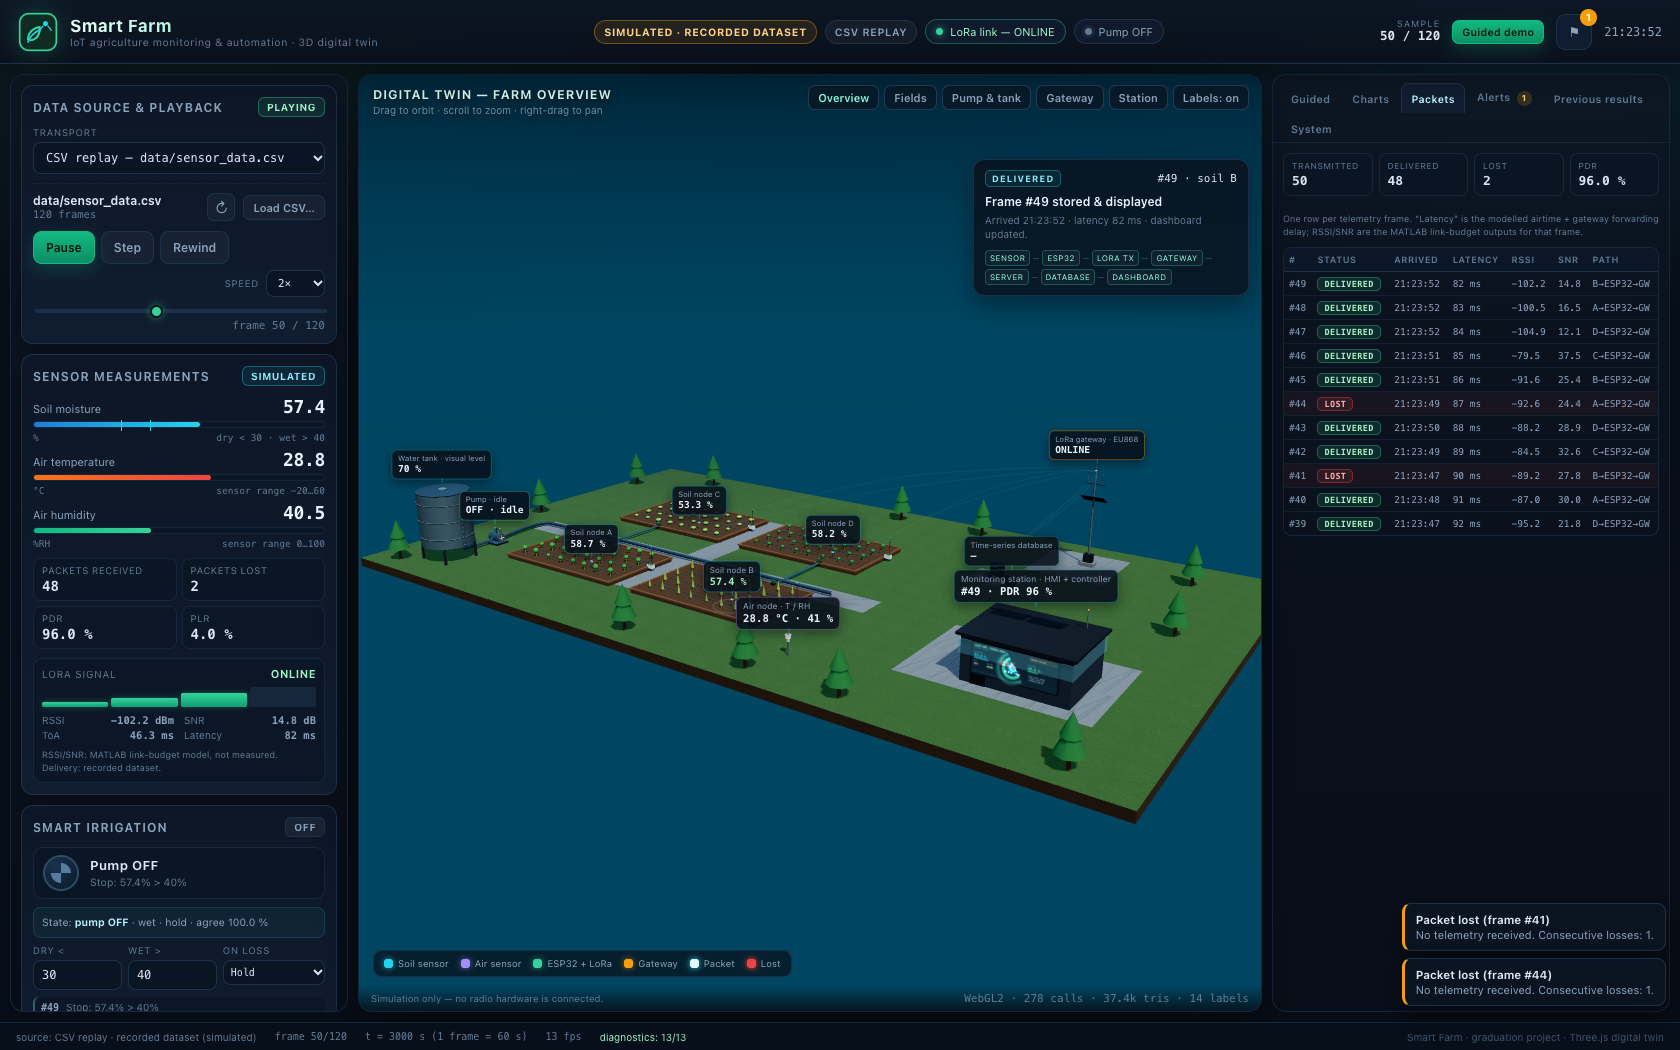 Smart Farm
IoT agriculture monitoring & automation · 3D digital twin
SIMULATED · RECORDED DATASET
CSV REPLAY
LoRa link — ONLINE
Pump OFF
SAMPLE
50 / 120
Guided demo
1
21:23:52
DATA SOURCE & PLAYBACK
PLAYING
TRANSPORT
CSV replay — data/sensor_data.csv
data/sensor_data.csv
120 frames
Load CSV...
Pause
Step
Rewind
SPEED
2×
frame 50 / 120
SENSOR MEASUREMENTS
SIMULATED
Soil moisture
57.4
%
dry < 30 · wet > 40
Air temperature
28.8
°C
sensor range −20…60
Air humidity
40.5
%RH
sensor range 0…100
PACKETS RECEIVED
48
PACKETS LOST
2
PDR
96.0 %
PLR
4.0 %
LORA SIGNAL
ONLINE
RSSI −102.2 dBm SNR 14.8 dB
ToA 46.3 ms Latency 82 ms
RSSI/SNR: MATLAB link-budget model, not measured.
Delivery: recorded dataset.
SMART IRRIGATION
OFF
Pump OFF
Stop: 57.4% > 40%
State: pump OFF · wet · hold · agree 100.0 %
DRY < WET > ON LOSS
30 40 Hold
#49 Stop: 57.4% > 40%
DIGITAL TWIN — FARM OVERVIEW
Drag to orbit · scroll to zoom · right-drag to pan
Overview
Fields
Pump & tank
Gateway
Station
Labels: on
DELIVERED
#49 · soil B
Frame #49 stored & displayed
Arrived 21:23:52 · latency 82 ms · dashboard
updated.
SENSOR — ESP32 — LORA TX — GATEWAY —
SERVER — DATABASE — DASHBOARD
LoRa gateway · EU868
ONLINE
Water tank · visual level
70 %
Pump · idle
OFF · idle
Soil node C
53.3 %
Soil node A
58.7 %
Soil node D
58.2 %
Soil node B
57.4 %
Time-series database
—
Monitoring station · HMI + controller
#49 · PDR 96 %
Air node · T / RH
28.8 °C · 41 %
Soil sensor
Air sensor
ESP32 + LoRa
Gateway
Packet
Lost
Simulation only — no radio hardware is connected.
WebGL2 · 278 calls · 37.4k tris · 14 labels
Guided
Charts
Packets
Alerts 1
Previous results
System
TRANSMITTED
50
DELIVERED
48
LOST
2
PDR
96.0 %
One row per telemetry frame. "Latency" is the modelled airtime + gateway forwarding
delay; RSSI/SNR are the MATLAB link-budget outputs for that frame.
# STATUS ARRIVED LATENCY RSSI SNR PATH
#49 DELIVERED 21:23:52 82 ms −102.2 14.8 B→ESP32→GW
#48 DELIVERED 21:23:52 83 ms −100.5 16.5 A→ESP32→GW
#47 DELIVERED 21:23:52 84 ms −104.9 12.1 D→ESP32→GW
#46 DELIVERED 21:23:51 85 ms −79.5 37.5 C→ESP32→GW
#45 DELIVERED 21:23:51 86 ms −91.6 25.4 B→ESP32→GW
#44 LOST 21:23:49 87 ms −92.6 24.4 A→ESP32→GW
#43 DELIVERED 21:23:50 88 ms −88.2 28.9 D→ESP32→GW
#42 DELIVERED 21:23:49 89 ms −84.5 32.6 C→ESP32→GW
#41 LOST 21:23:47 90 ms −89.2 27.8 B→ESP32→GW
#40 DELIVERED 21:23:48 91 ms −87.0 30.0 A→ESP32→GW
#39 DELIVERED 21:23:47 92 ms −95.2 21.8 D→ESP32→GW
Packet lost (frame #41)
No telemetry received. Consecutive losses: 1.
Packet lost (frame #44)
No telemetry received. Consecutive losses: 1.
source: CSV replay · recorded dataset (simulated)
frame 50/120
t = 3000 s (1 frame = 60 s)
13 fps
diagnostics: 13/13
Smart Farm · graduation project · Three.js digital twin